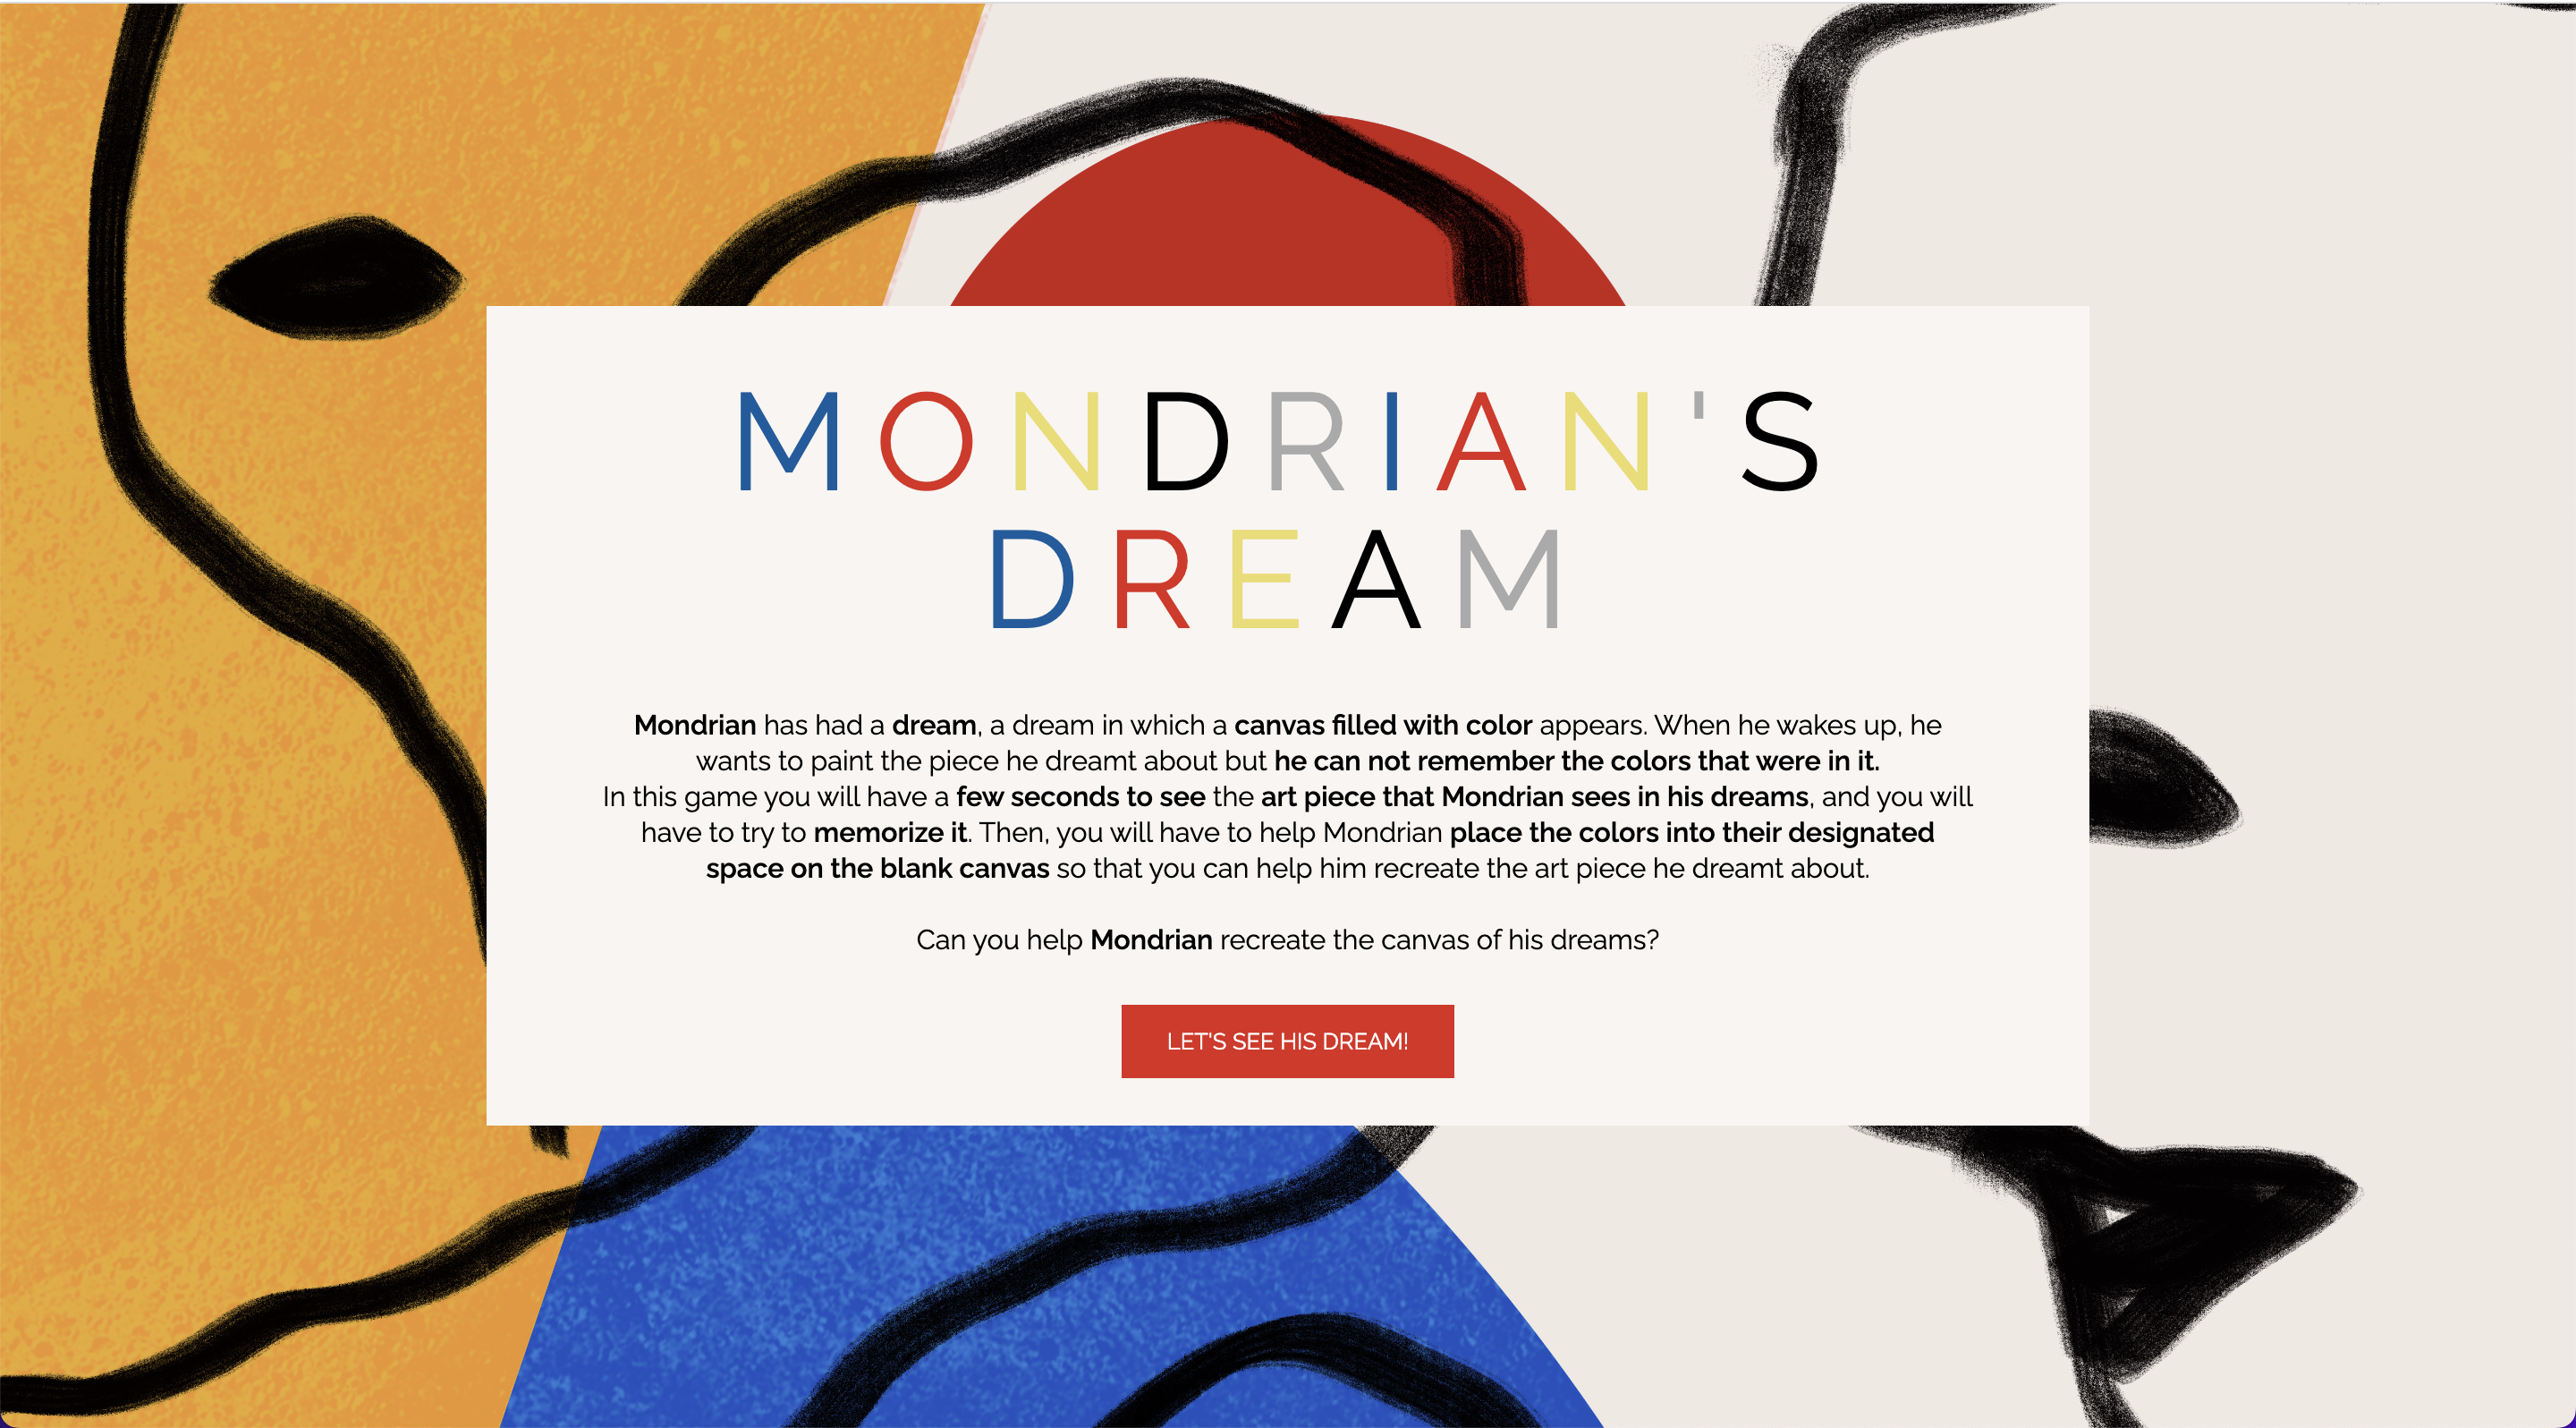 MONDRIAN'S
DREAM
Mondrian has had a dream, a dream in which a canvas filled with color appears. When he wakes up, he
wants to paint the piece he dreamt about but he can not remember the colors that were in it.
In this game you will have a few seconds to see the art piece that Mondrian sees in his dreams, and you will
have to try to memorize it. Then, you will have to help Mondrian place the colors into their designated
space on the blank canvas so that you can help him recreate the art piece he dreamt about.
Can you help Mondrian recreate the canvas of his dreams?
LET'S SEE HIS DREAM!